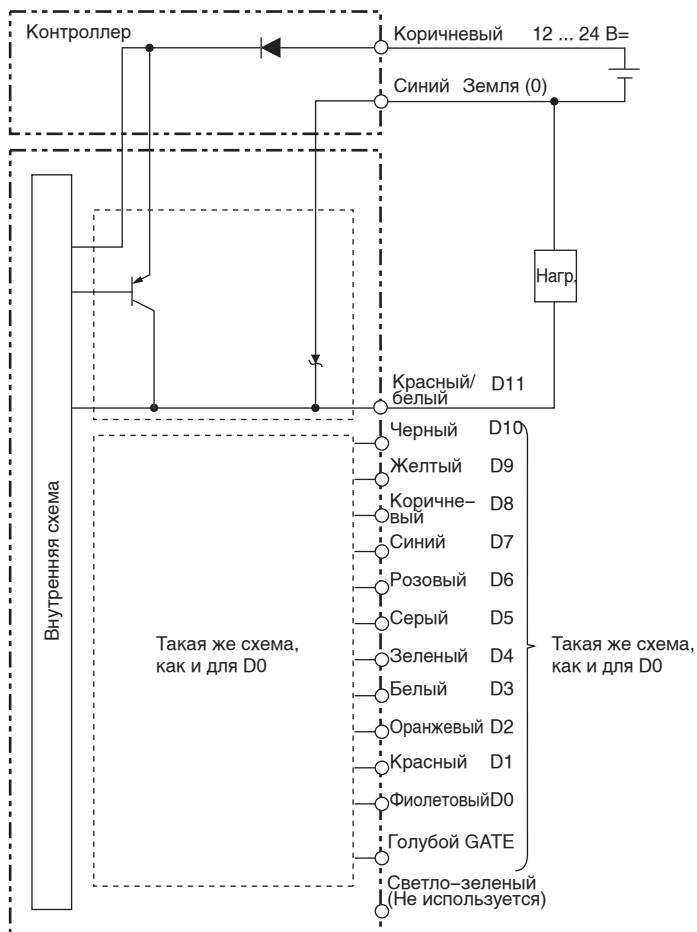 Контроллер
Коричневый 12 ... 24 В=
Синий Земля (0)
Нагр.
Красный/
белый D11
Черный D10
Желтый D9
Коричне–
вый D8
Синий D7
Розовый D6
Серый D5
Зеленый D4
Белый D3
Оранжевый D2
Красный D1
Фиолетовый D0
Голубой GATE
Светло–зеленый
(Не используется)
Внутренняя схема
Такая же схема,
как и для D0
Такая же схема,
как и для D0